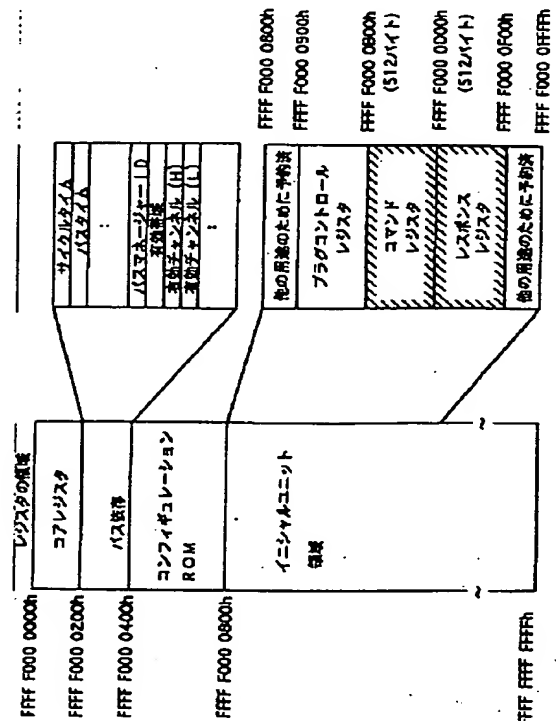 レジスタの領域
FFFF F000 0000h
コアレジスタ
FFFF F000 0200h
バス依存
FFFF F000 0400h
コンフィギュレーション
ROM
FFFF F000 0800h
イニシャルユニット
領域
FFFF FFFF FFFFh
サイクルタイム
バスタイム
:
バスマネージャーID
有効帯域
有効チャンネル (H)
有効チャンネル (L)
:
FFFF F000 0800h
他の用途のために予約済
FFFF F000 0900h
プラグコントロール
レジスタ
FFFF F000 0B00h
(512バイト)
コマンド
レジスタ
FFFF F000 0D00h
(512バイト)
レスポンス
レジスタ
FFFF F000 0F00h
他の用途のために予約済
FFFF F000 0FFFh